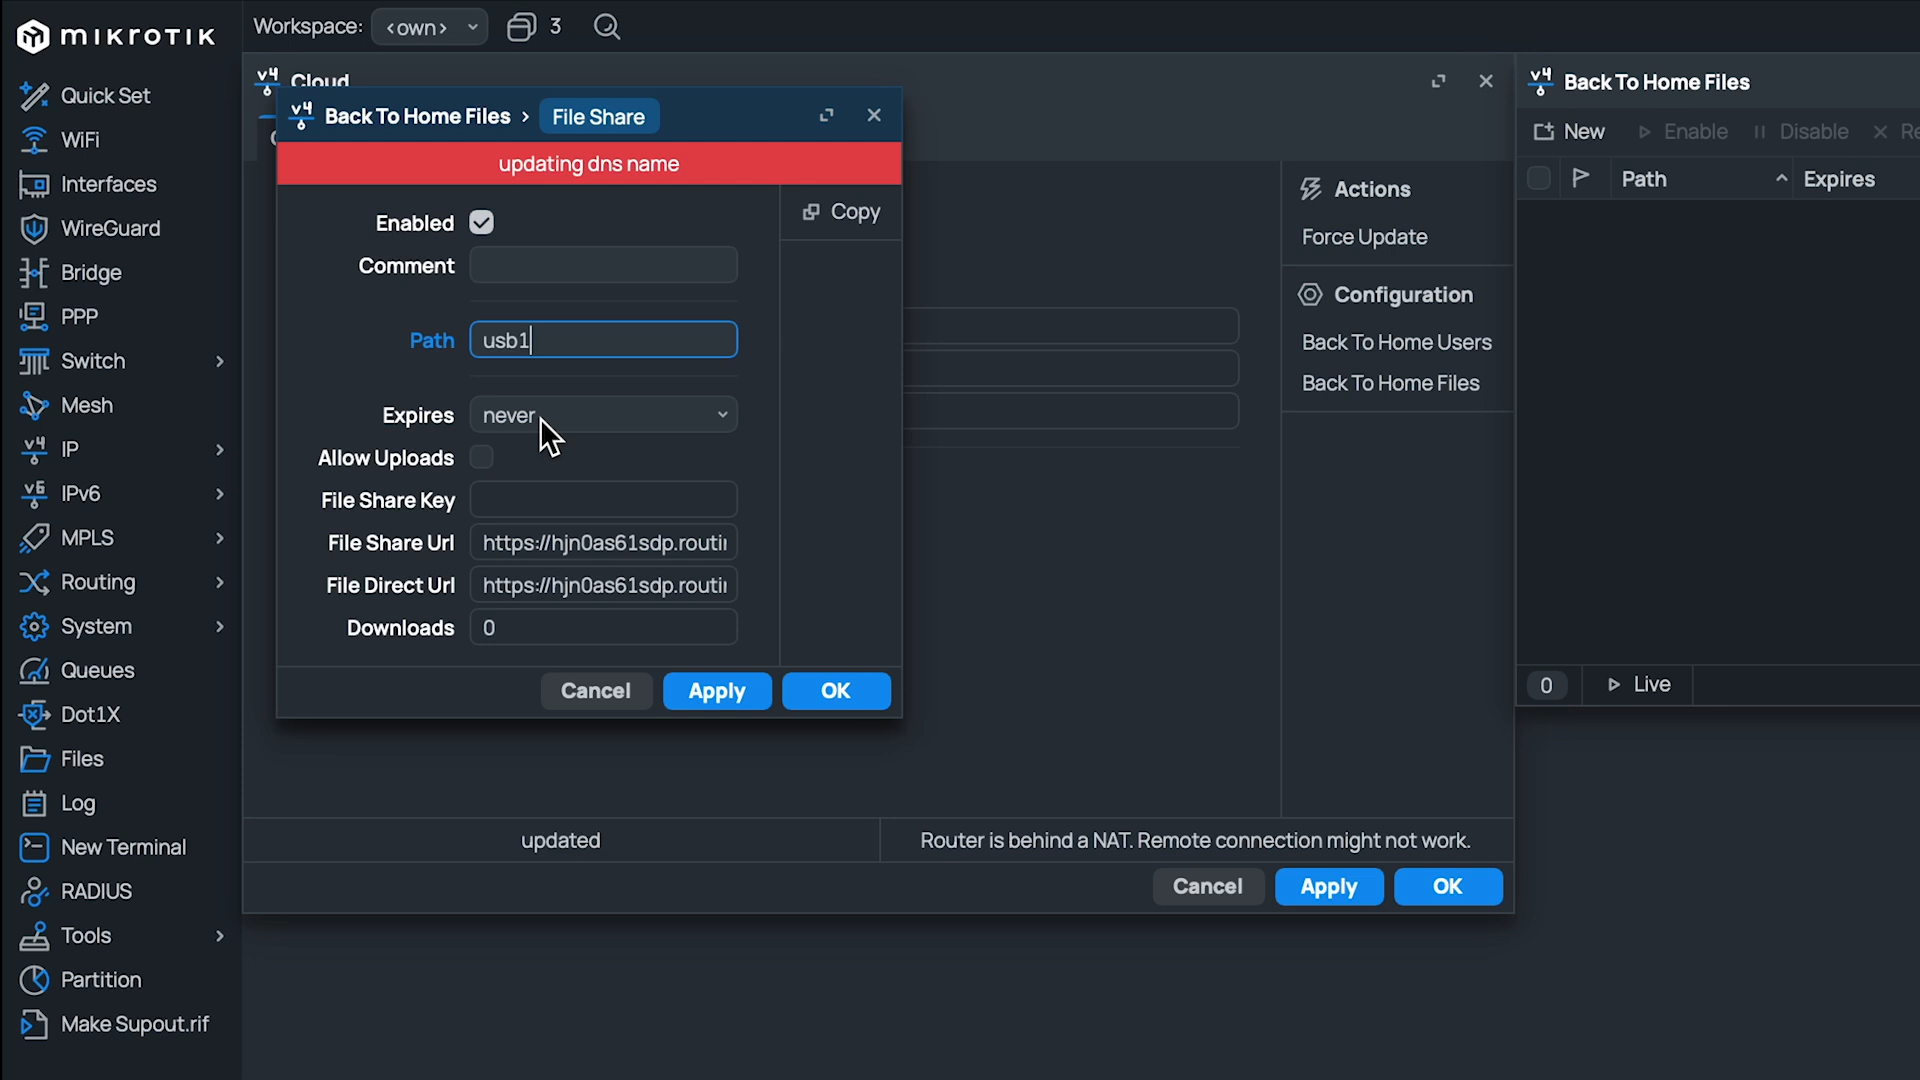 MIKROTIK
Workspace: <own> 3
Quick Set
WiFi
Interfaces
WireGuard
Bridge
PPP
Switch
Mesh
IP
IPv6
MPLS
Routing
System
Queues
Dot1X
Files
Log
New Terminal
RADIUS
Tools
Partition
Make Supout.rif
Cloud
Back To Home Files › File Share
updating dns name
Enabled
Copy
Comment
Path usb1
Expires never
Allow Uploads
File Share Key
File Share Url https://hjn0as61sdp.routi
File Direct Url https://hjn0as61sdp.routi
Downloads 0
Cancel Apply OK
Actions
Force Update
Configuration
Back To Home Users
Back To Home Files
updated
Router is behind a NAT. Remote connection might not work.
Cancel Apply OK
Back To Home Files
New Enable Disable Re
Path Expires
0 Live